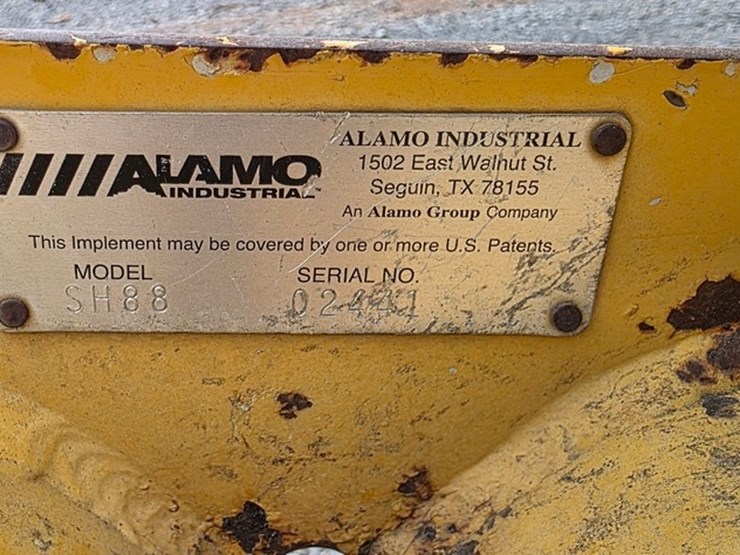 ALAMO
INDUSTRIAL™
ALAMO INDUSTRIAL
1502 East Walnut St.
Seguin, TX 78155
An Alamo Group Company
This Implement may be covered by one or more U.S. Patents.
MODEL
SH88
SERIAL NO.
02441